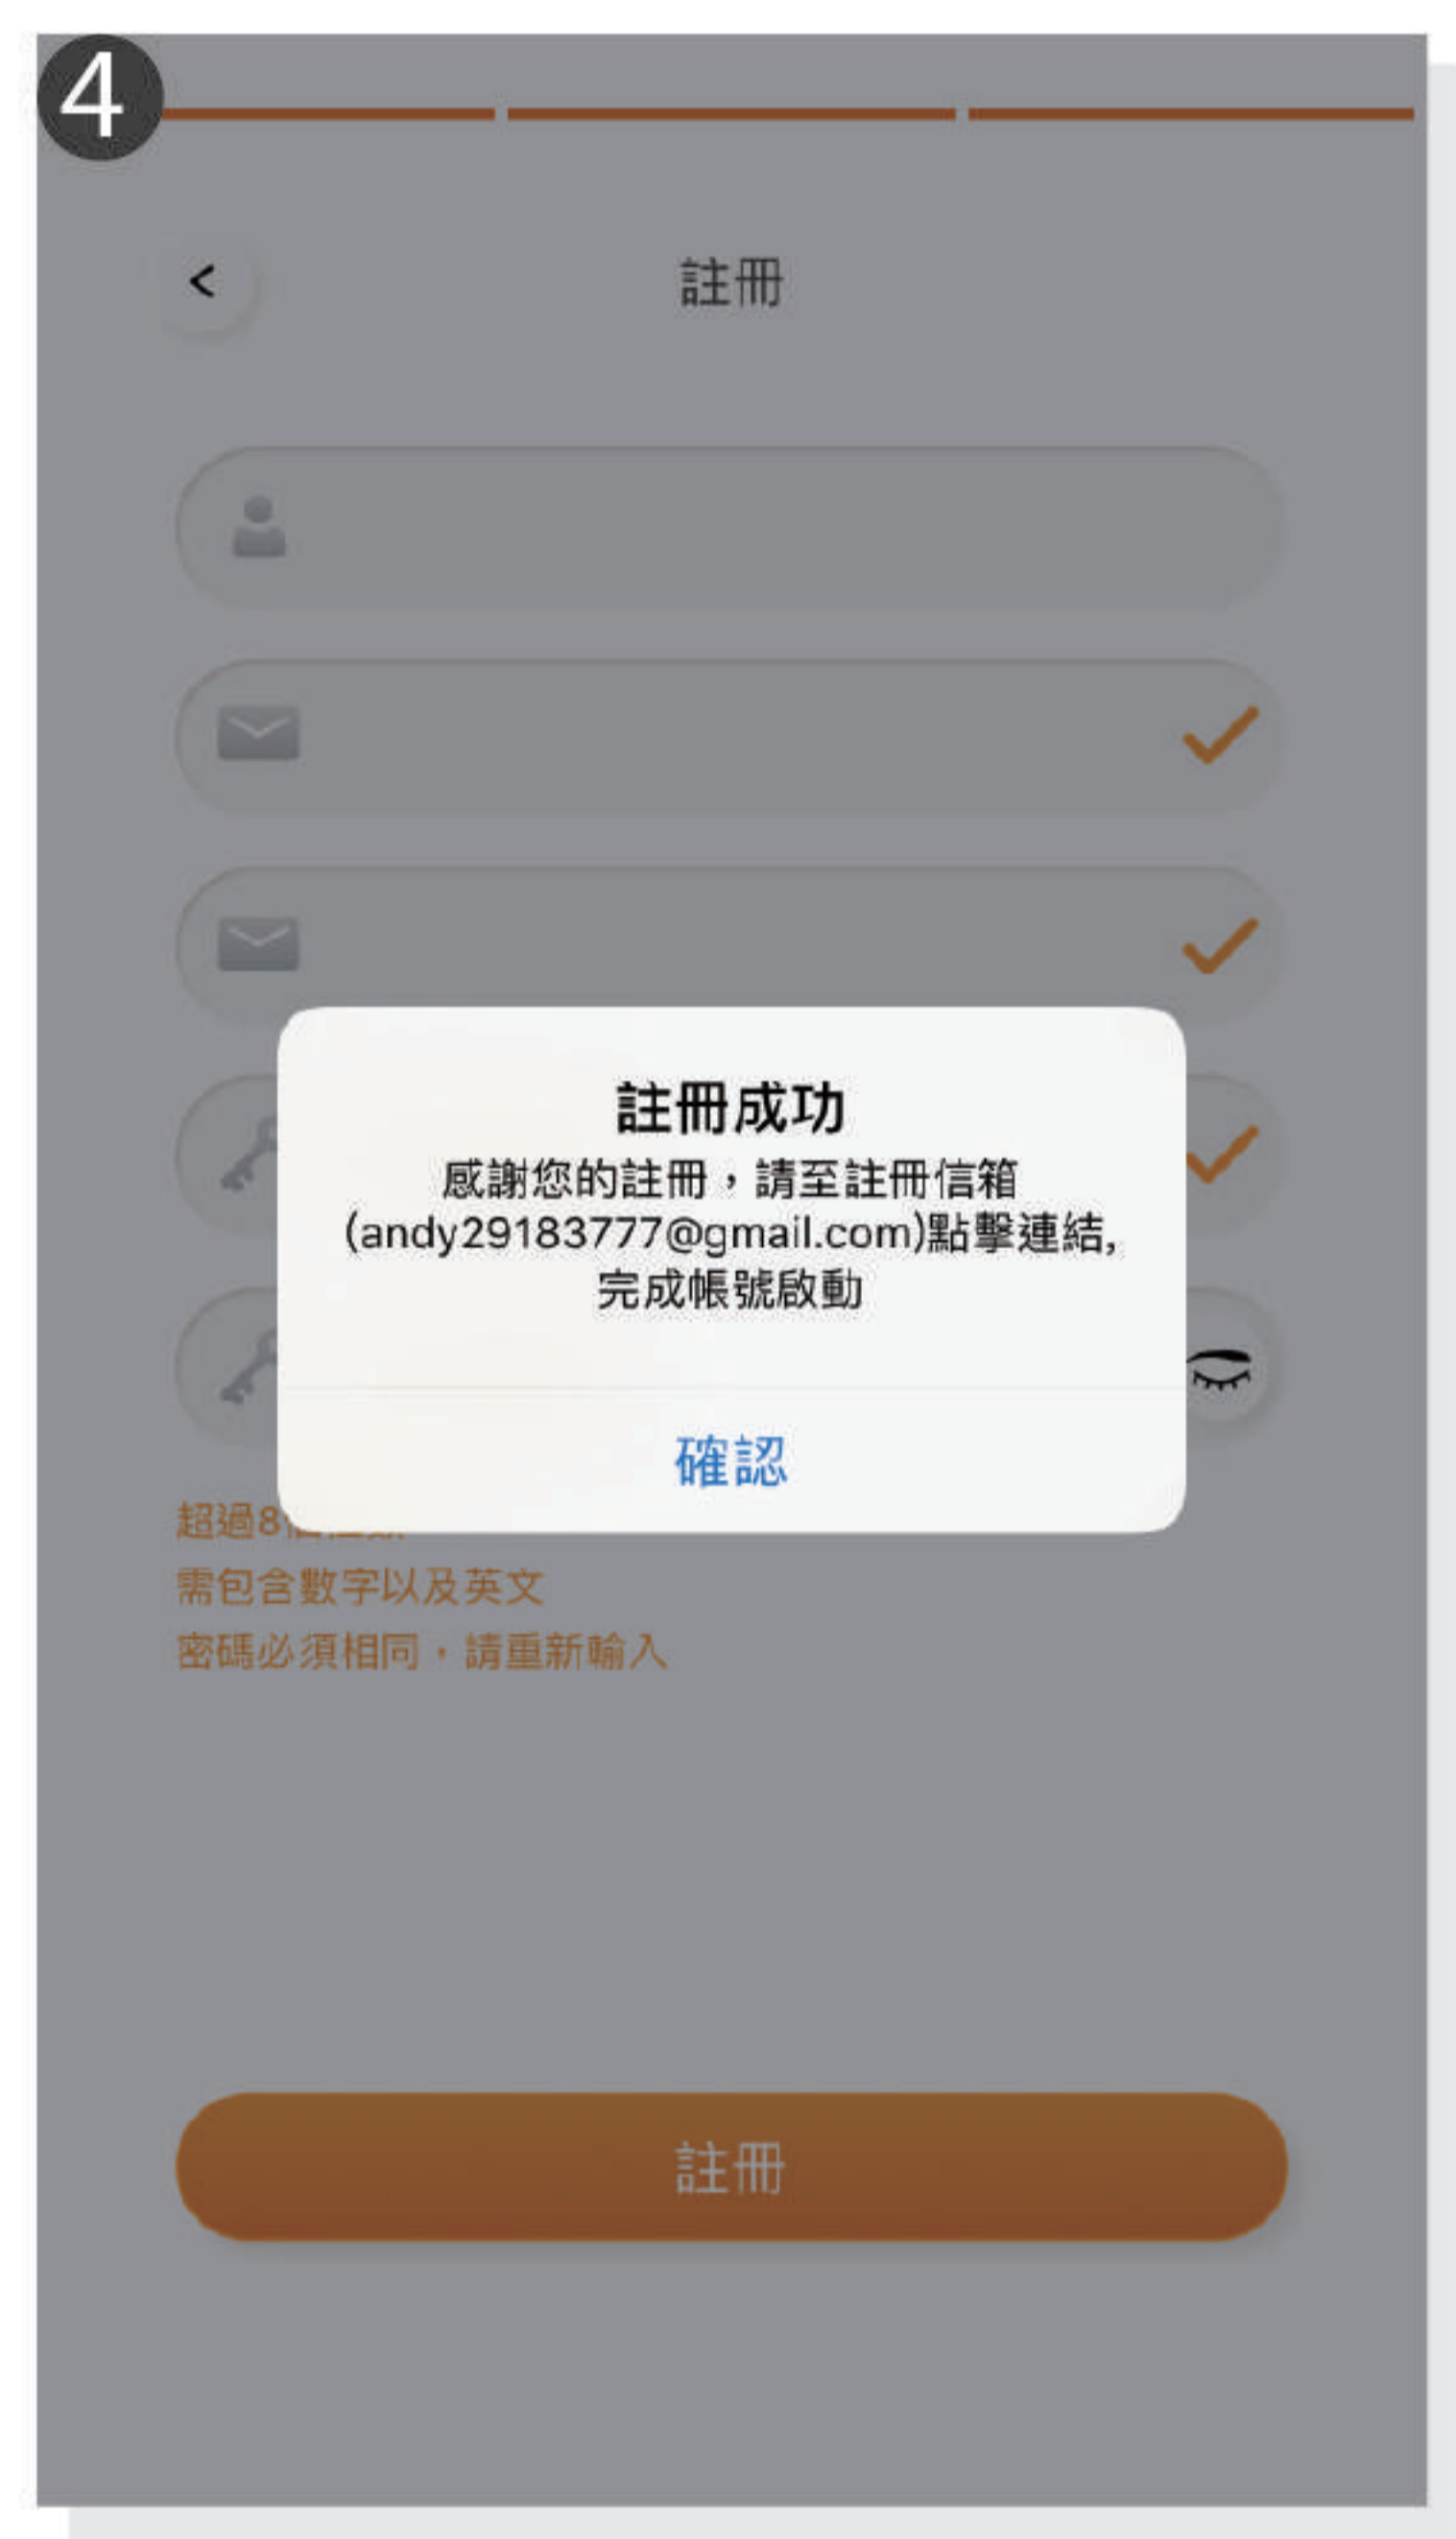 4
註冊
註冊成功
感謝您的註冊，請至註冊信箱
(andy29183777@gmail.com)點擊連結,
完成帳號啟動
確認
超過8
需包含數字以及英文
密碼必須相同，請重新輸入
註冊